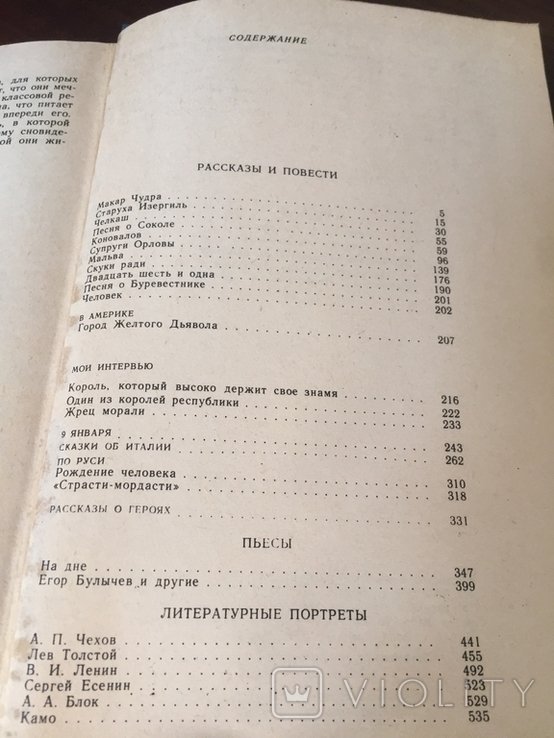 , для которых
т, что они меч-
классовой ре-
на, что питает
впереди его.
ь, в которой
ому сновиде-
ой они жи-
СОДЕРЖАНИЕ
РАССКАЗЫ И ПОВЕСТИ
Макар Чудра 5
Старуха Изергиль 15
Челкаш 30
Песня о Соколе 55
Коновалов 59
Супруги Орловы 96
Мальва 139
Скуки ради 176
Двадцать шесть и одна 190
Песня о Буревестнике 201
Человек 202
В АМЕРИКЕ
Город Желтого Дьявола 207
МОИ ИНТЕРВЬЮ
Король, который высоко держит свое знамя 216
Один из королей республики 222
Жрец морали 233
9 ЯНВАРЯ 243
СКАЗКИ ОБ ИТАЛИИ 262
ПО РУСИ
Рождение человека 310
«Страсти-мордасти» 318
РАССКАЗЫ О ГЕРОЯХ 331
ПЬЕСЫ
На дне 347
Егор Булычев и другие 399
ЛИТЕРАТУРНЫЕ ПОРТРЕТЫ
А. П. Чехов 441
Лев Толстой 455
В. И. Ленин 492
Сергей Есенин 523
А. А. Блок 529
Камо 535
VIOLITY